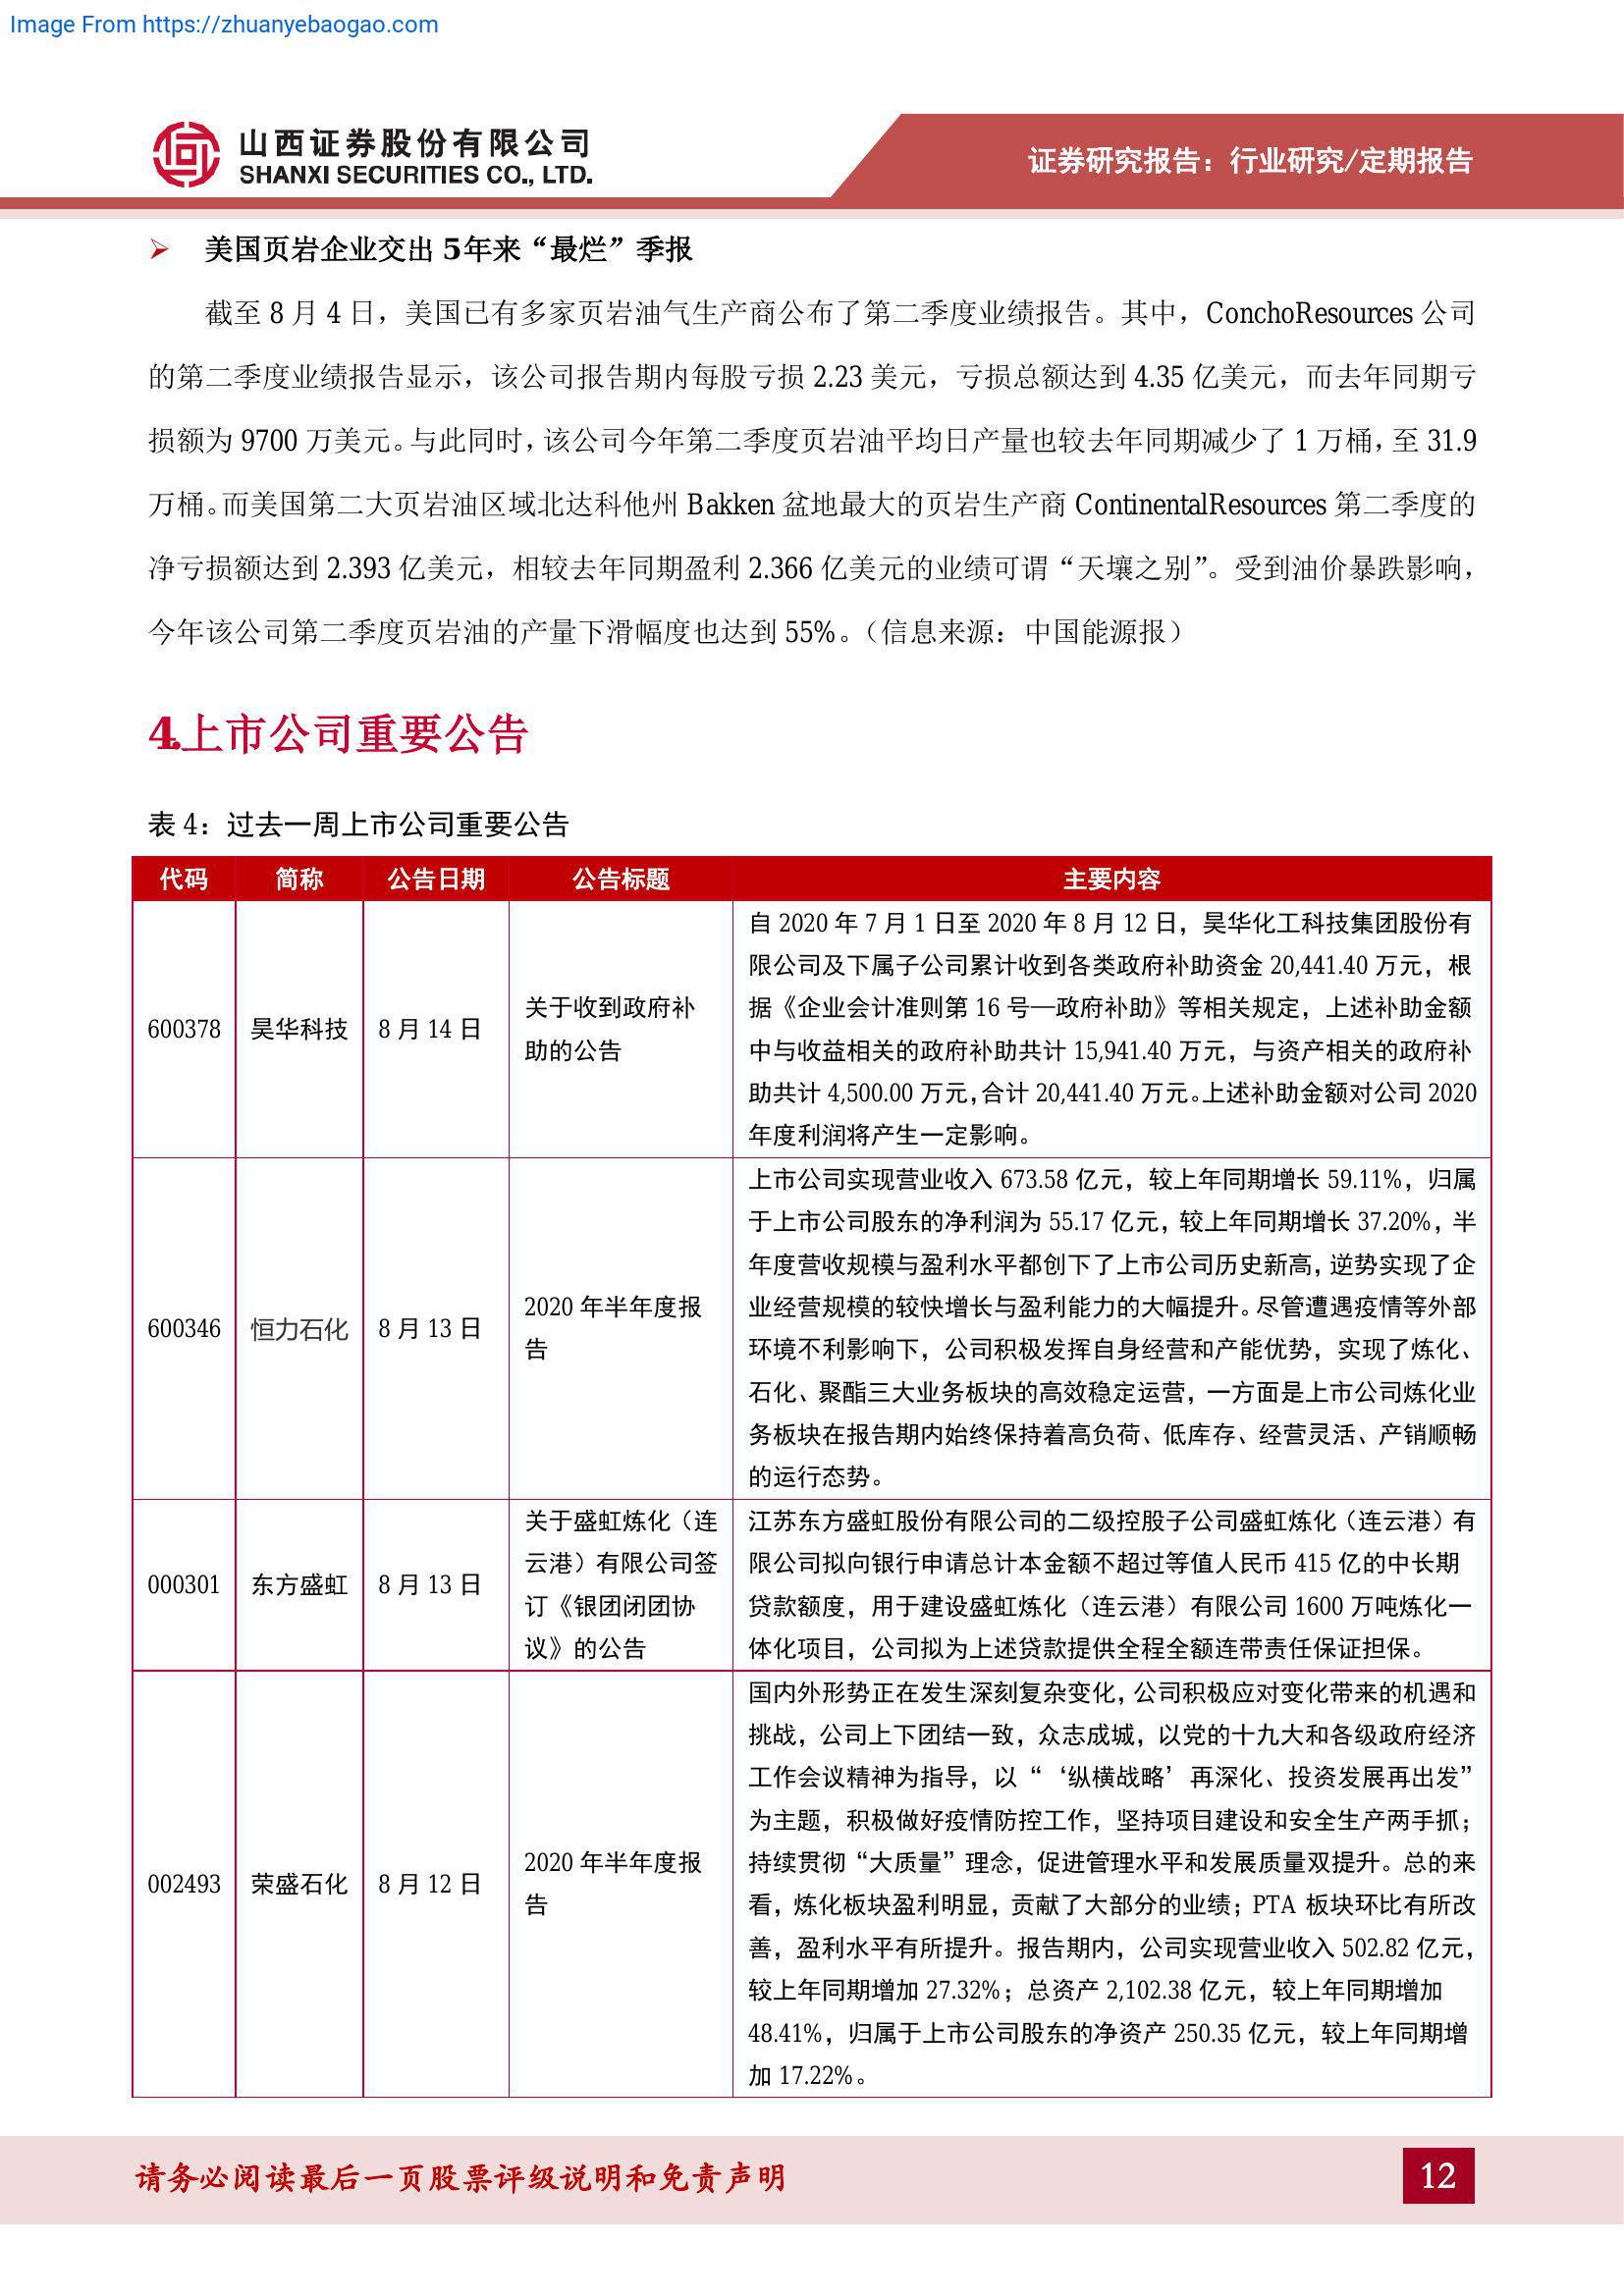 Image From https://zhuanyebaogao.com
山西证券股份有限公司
SHANXI SECURITIES CO., LTD.
证券研究报告：行业研究/定期报告
美国页岩企业交出 5年来“最烂”季报
截至 8 月 4 日，美国已有多家页岩油气生产商公布了第二季度业绩报告。其中，ConchoResources 公司
的第二季度业绩报告显示，该公司报告期内每股亏损 2.23 美元，亏损总额达到 4.35 亿美元，而去年同期亏
损额为 9700 万美元。与此同时，该公司今年第二季度页岩油平均日产量也较去年同期减少了 1 万桶，至 31.9
万桶。而美国第二大页岩油区域北达科他州 Bakken 盆地最大的页岩生产商 ContinentalResources 第二季度的
净亏损额达到 2.393 亿美元，相较去年同期盈利 2.366 亿美元的业绩可谓“天壤之别”。受到油价暴跌影响，
今年该公司第二季度页岩油的产量下滑幅度也达到 55%。（信息来源：中国能源报）
4.上市公司重要公告
表 4：过去一周上市公司重要公告
代码 简称 公告日期 公告标题 主要内容
600378 昊华科技 8 月 14 日
关于收到政府补
助的公告
自 2020 年 7 月 1 日至 2020 年 8 月 12 日，昊华化工科技集团股份有
限公司及下属子公司累计收到各类政府补助资金 20,441.40 万元，根
据《企业会计准则第 16 号—政府补助》等相关规定，上述补助金额
中与收益相关的政府补助共计 15,941.40 万元，与资产相关的政府补
助共计 4,500.00 万元，合计 20,441.40 万元。上述补助金额对公司 2020
年度利润将产生一定影响。
600346 恒力石化 8 月 13 日
2020 年半年度报
告
上市公司实现营业收入 673.58 亿元，较上年同期增长 59.11%，归属
于上市公司股东的净利润为 55.17 亿元，较上年同期增长 37.20%，半
年度营收规模与盈利水平都创下了上市公司历史新高，逆势实现了企
业经营规模的较快增长与盈利能力的大幅提升。尽管遭遇疫情等外部
环境不利影响下，公司积极发挥自身经营和产能优势，实现了炼化、
石化、聚酯三大业务板块的高效稳定运营，一方面是上市公司炼化业
务板块在报告期内始终保持着高负荷、低库存、经营灵活、产销顺畅
的运行态势。
000301 东方盛虹 8 月 13 日
关于盛虹炼化（连
云港）有限公司签
订《银团闭团协
议》的公告
江苏东方盛虹股份有限公司的二级控股子公司盛虹炼化（连云港）有
限公司拟向银行申请总计本金额不超过等值人民币 415 亿的中长期
贷款额度，用于建设盛虹炼化（连云港）有限公司 1600 万吨炼化一
体化项目，公司拟为上述贷款提供全程全额连带责任保证担保。
002493 荣盛石化 8 月 12 日
2020 年半年度报
告
国内外形势正在发生深刻复杂变化，公司积极应对变化带来的机遇和
挑战，公司上下团结一致，众志成城，以党的十九大和各级政府经济
工作会议精神为指导，以“‘纵横战略’再深化、投资发展再出发”
为主题，积极做好疫情防控工作，坚持项目建设和安全生产两手抓；
持续贯彻“大质量”理念，促进管理水平和发展质量双提升。总的来
看，炼化板块盈利明显，贡献了大部分的业绩；PTA 板块环比有所改
善，盈利水平有所提升。报告期内，公司实现营业收入 502.82 亿元，
较上年同期增加 27.32%；总资产 2,102.38 亿元，较上年同期增加
48.41%，归属于上市公司股东的净资产 250.35 亿元，较上年同期增
加 17.22%。
请务必阅读最后一页股票评级说明和免责声明
12